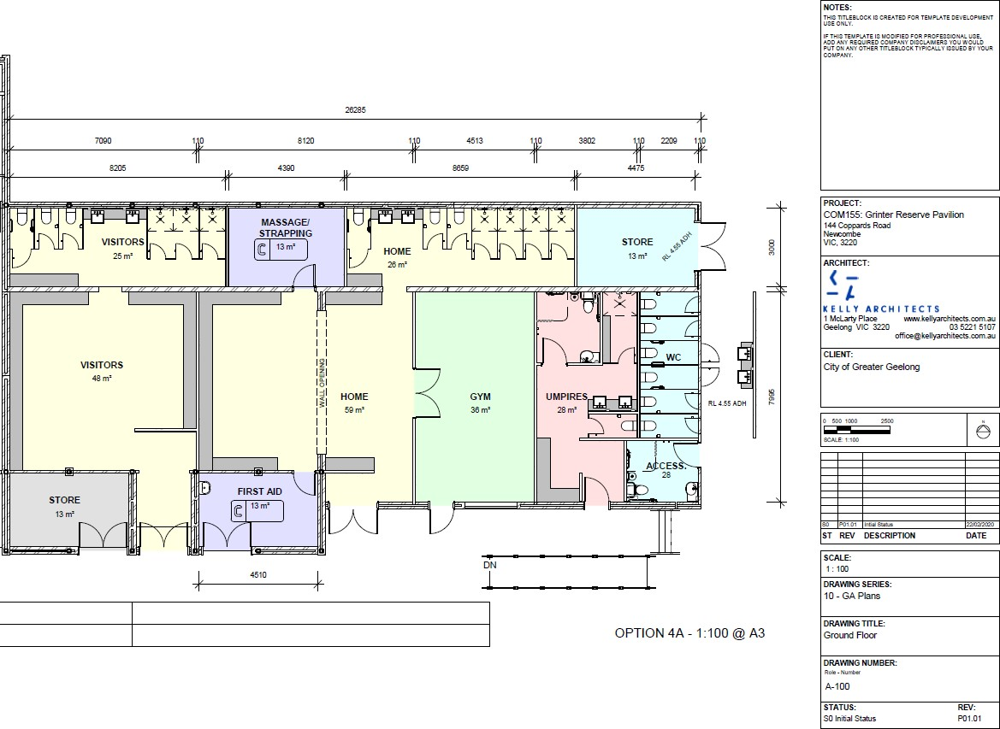 NOTES:
THIS TITLEBLOCK IS CREATED FOR TEMPLATE DEVELOPMENT
USE ONLY.
IF THIS TEMPLATE IS MODIFIED FOR PROFESSIONAL USE,
ADD ANY REQUIRED COMPANY DISCLAIMERS YOU WOULD
PUT ON ANY OTHER TITLEBLOCK TYPICALLY ISSUED BY YOUR
COMPANY.
26285
7090 110 8120 110 4513 110 3802 110 2209 110
8205 4390 8659 4475
VISITORS
25 m²
MASSAGE/
STRAPPING
13 m²
HOME
26 m²
STORE
13 m²
RL 4.55 ADH
3000
VISITORS
48 m²
WALL OPENING
HOME
59 m²
GYM
36 m²
UMPIRES
28 m²
WC
RL 4.55 ADH
7995
STORE
13 m²
FIRST AID
13 m²
ACCESS.
28
4510
DN
OPTION 4A - 1:100 @ A3
PROJECT:
COM155: Grinter Reserve Pavilion
144 Coppards Road
Newcombe
VIC, 3220
ARCHITECT:
KELLY ARCHITECTS
1 McLarty Place www.kellyarchitects.com.au
Geelong VIC 3220 03 5221 5107
office@kellyarchitects.com.au
CLIENT:
City of Greater Geelong
0 500 1000 2500
SCALE: 1:100
N
S0 P01.01 Initial Status 22/02/2020
ST REV DESCRIPTION DATE
SCALE:
1 : 100
DRAWING SERIES:
10 - GA Plans
DRAWING TITLE:
Ground Floor
DRAWING NUMBER:
Role - Number
A-100
STATUS: REV:
S0 Initial Status P01.01